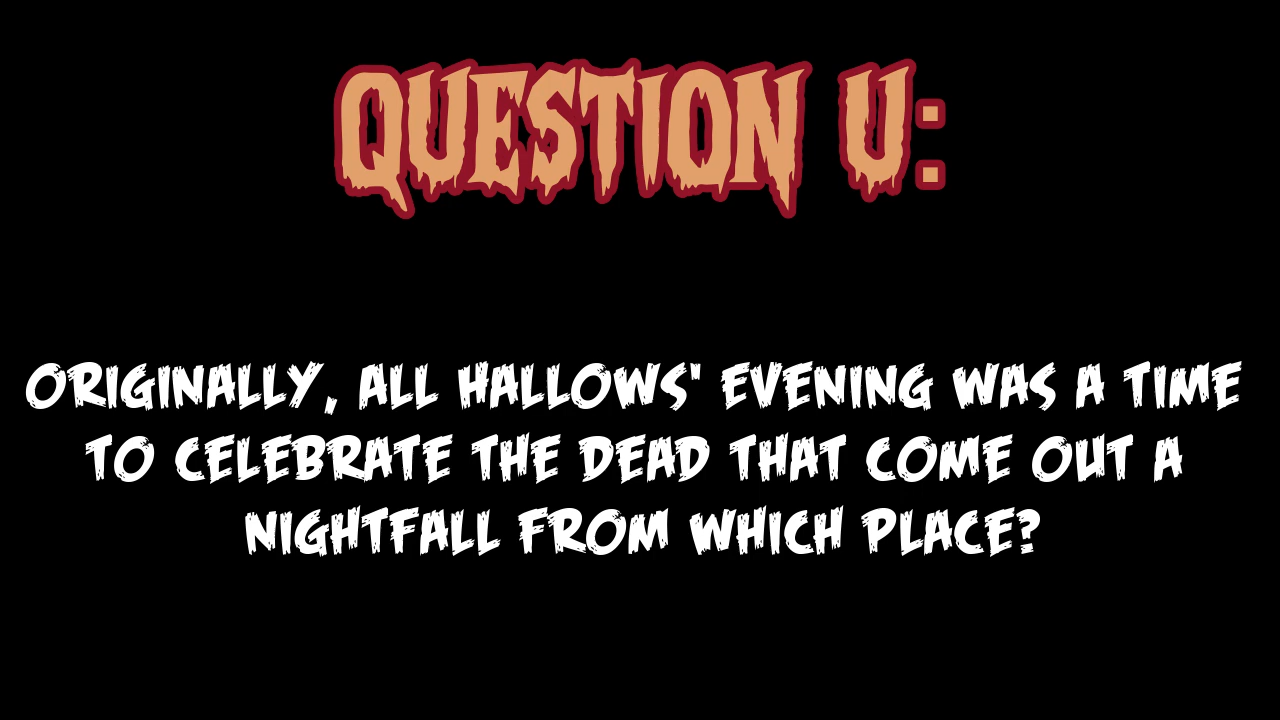 QUESTION U:
ORIGINALLY, ALL HALLOWS' EVENING WAS A TIME
TO CELEBRATE THE DEAD THAT COME OUT A
NIGHTFALL FROM WHICH PLACE?